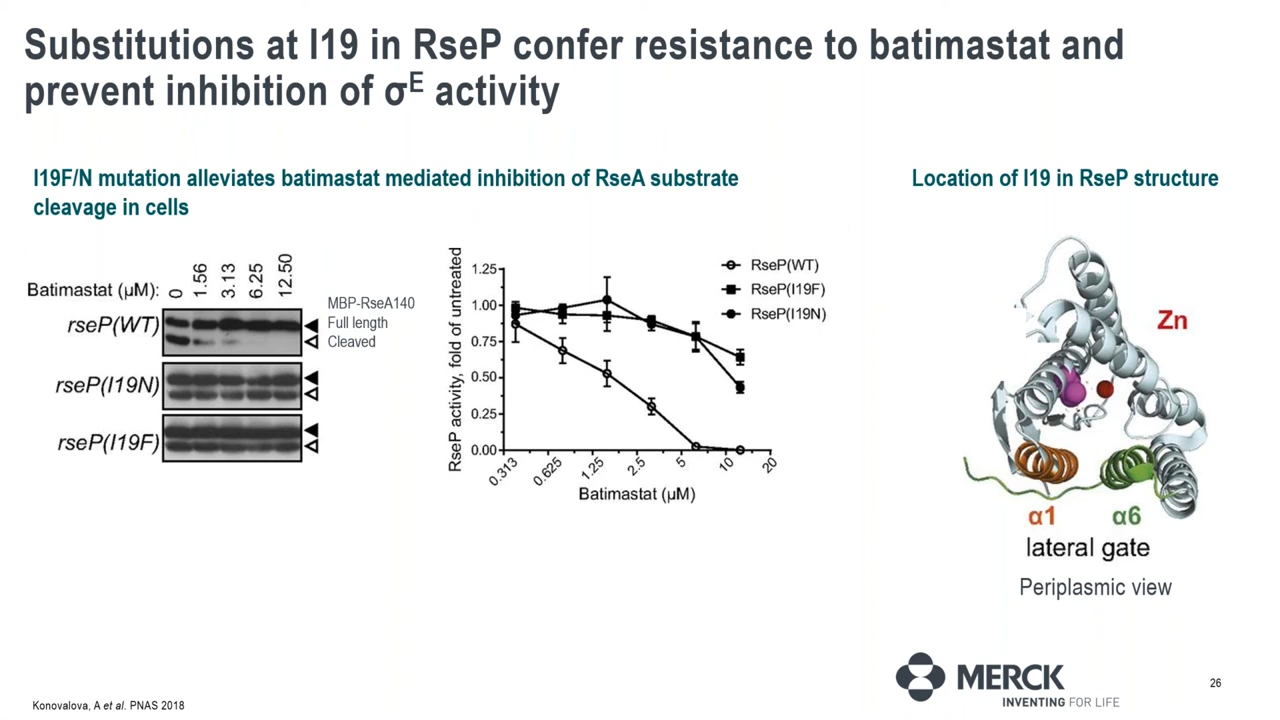 Substitutions at I19 in RseP confer resistance to batimastat and
prevent inhibition of σE activity
I19F/N mutation alleviates batimastat mediated inhibition of RseA substrate
cleavage in cells
Location of I19 in RseP structure
Batimastat (µM): 0 1.56 3.13 6.25 12.50
rseP(WT)
rseP(I19N)
rseP(I19F)
MBP-RseA140
Full length
Cleaved
RseP activity, fold of untreated
1.25
1.00
0.75
0.50
0.25
0.00
0.313 0.625 1.25 2.5 5 10 20
Batimastat (µM)
RseP(WT)
RseP(I19F)
RseP(I19N)
Zn
α1 α6
lateral gate
Periplasmic view
MERCK
INVENTING FOR LIFE
26
Konovalova, A et al. PNAS 2018